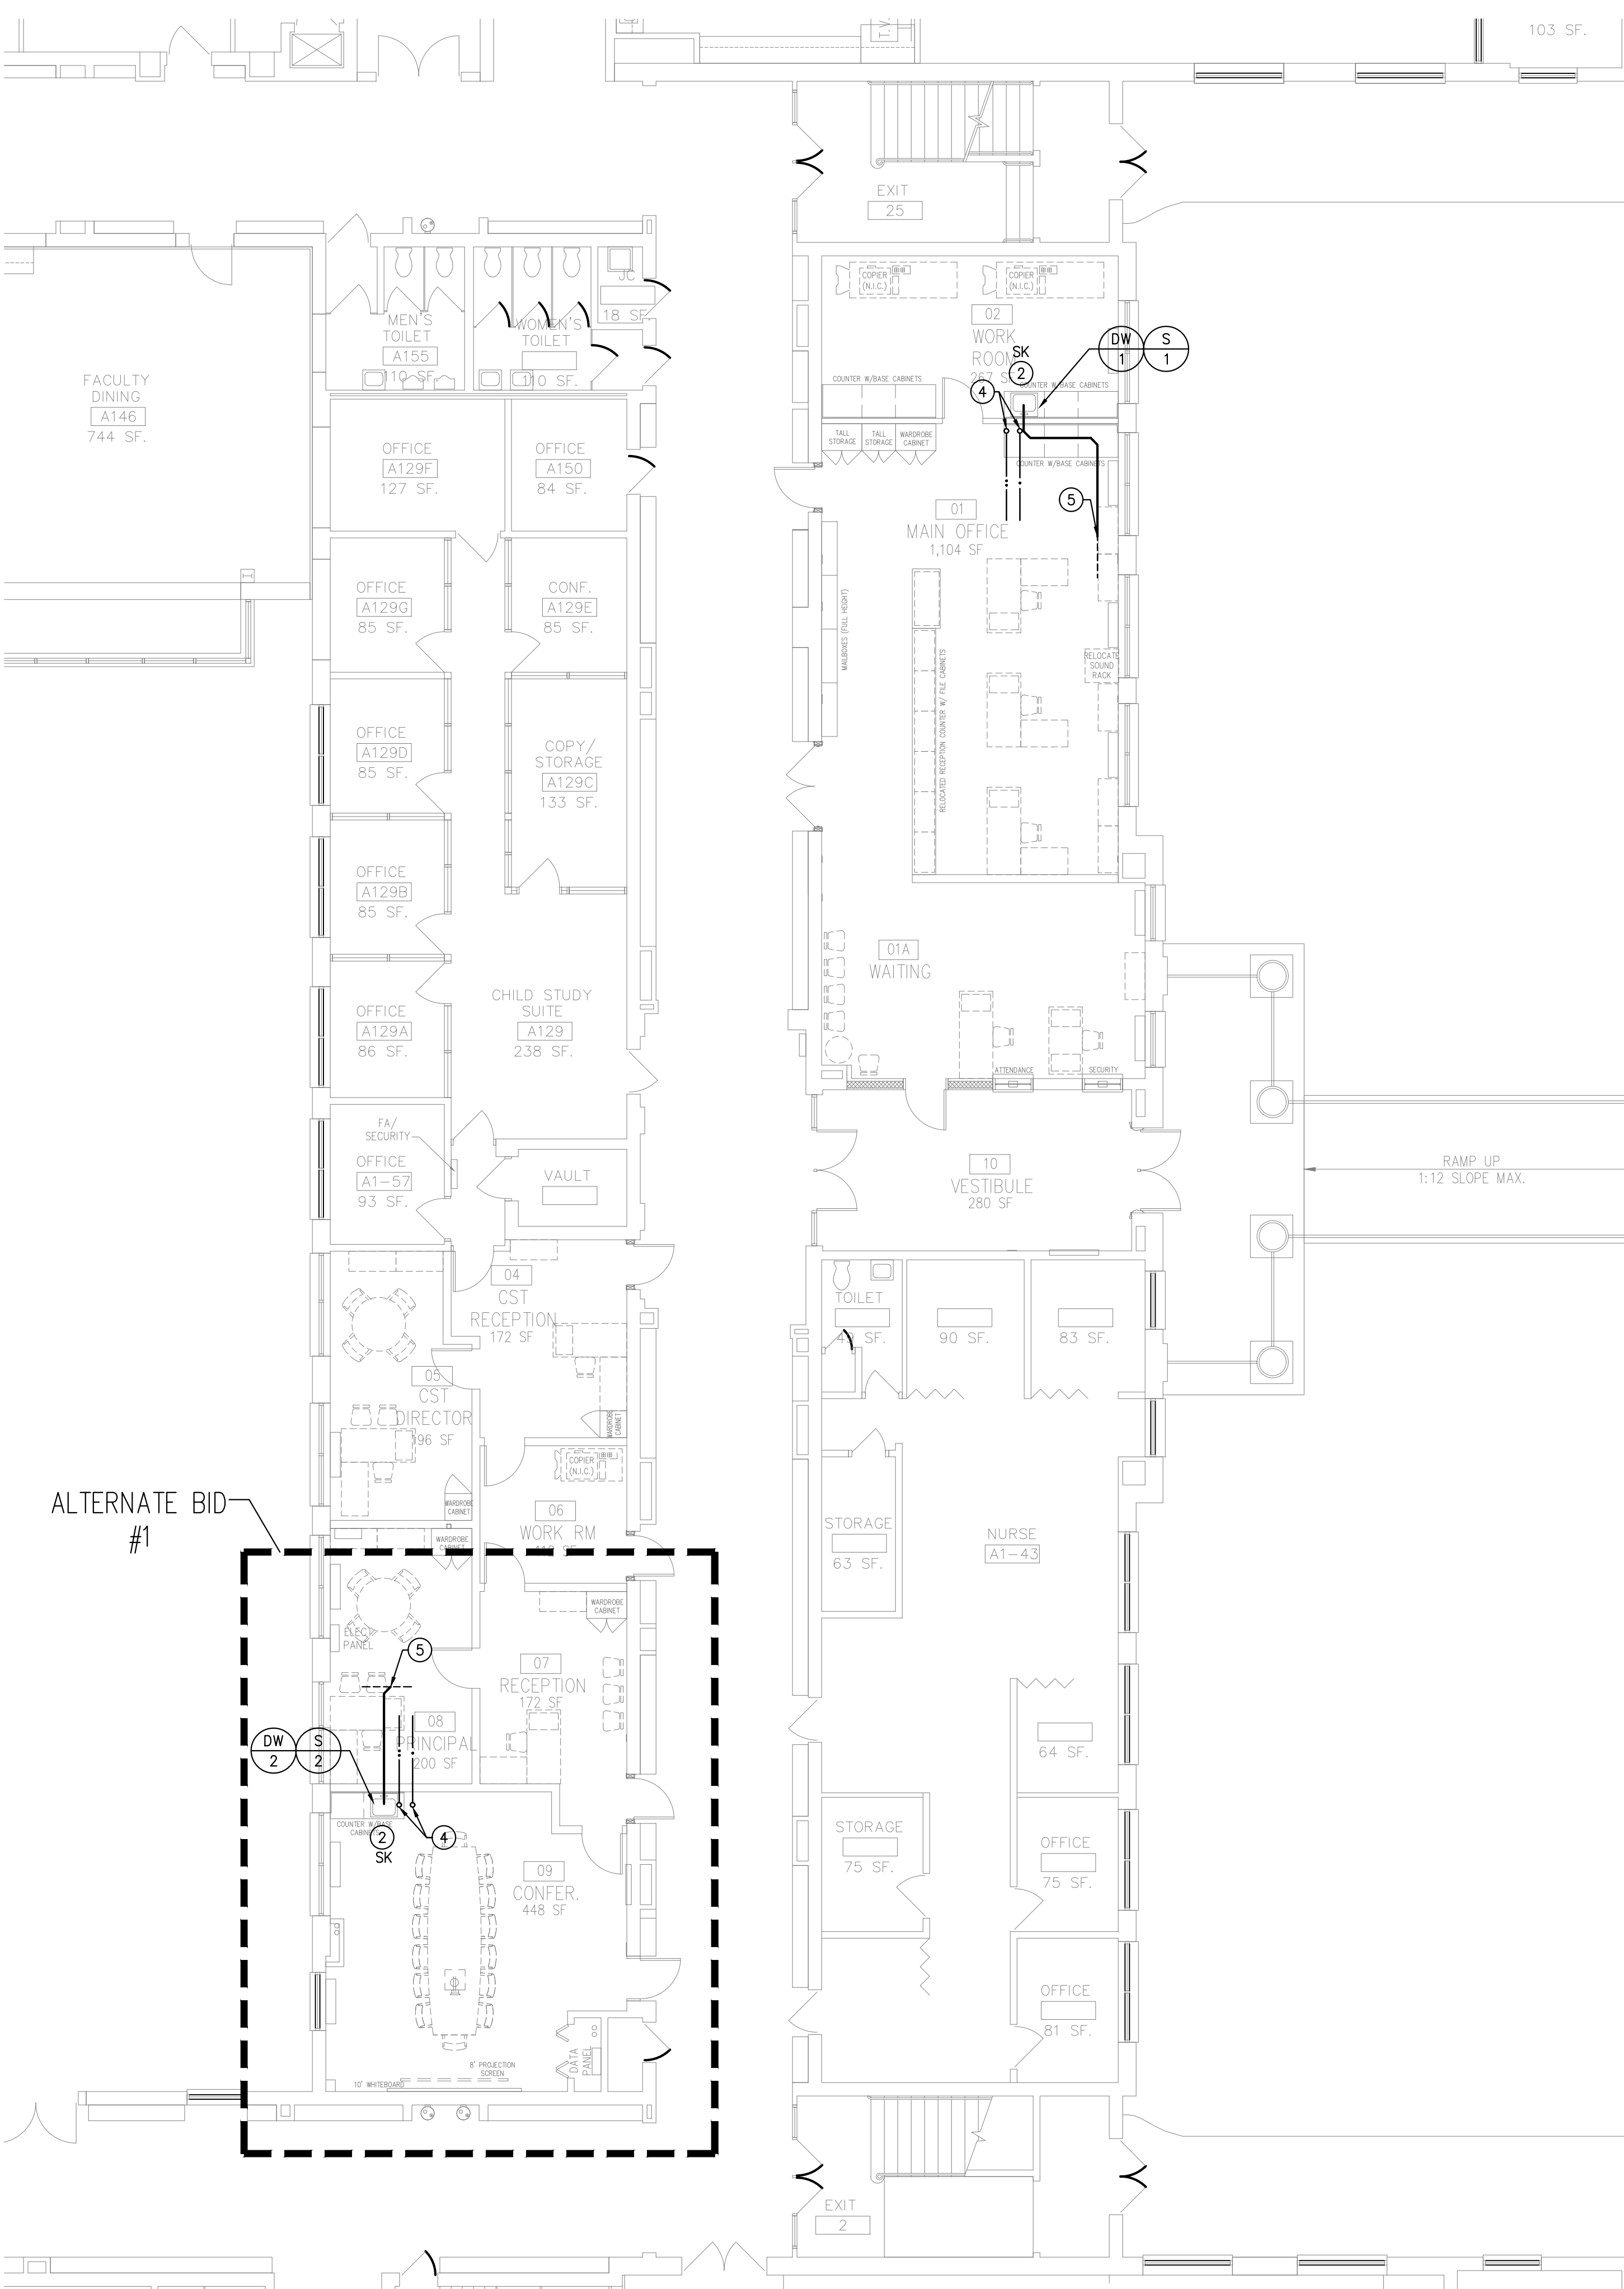 103 SF.
EXIT
25
COPIER
(N.I.C.)
COPIER
(N.I.C.)
02
WORK
ROOM
267 SF
SK
2
DW
1
S
1
4
COUNTER W/BASE CABINETS
COUNTER W/BASE CABINETS
TALL
STORAGE
TALL
STORAGE
WARDROBE
CABINET
COUNTER W/BASE CABINETS
5
01
MAIN OFFICE
1,104 SF
MAILBOXES (FULL HEIGHT)
RELOCATED RECEPTION COUNTER W/ FILE CABINETS
RELOCATE
SOUND
RACK
01A
WAITING
ATTENDANCE
SECURITY
10
VESTIBULE
280 SF
RAMP UP
1:12 SLOPE MAX.
JC
18 SF.
MEN'S
TOILET
A155
110 SF.
WOMEN'S
TOILET
110 SF.
FACULTY
DINING
A146
744 SF.
OFFICE
A129F
127 SF.
OFFICE
A150
84 SF.
OFFICE
A129G
85 SF.
CONF.
A129E
85 SF.
OFFICE
A129D
85 SF.
COPY/
STORAGE
A129C
133 SF.
OFFICE
A129B
85 SF.
OFFICE
A129A
86 SF.
CHILD STUDY
SUITE
A129
238 SF.
FA/
SECURITY
OFFICE
A1-57
93 SF.
VAULT
04
CST
RECEPTION
172 SF
TOILET
SF.
90 SF.
83 SF.
05
CST
DIRECTOR
196 SF
WARDROBE
CABINET
COPIER
(N.I.C.)
WARDROBE
CABINET
06
WORK RM
SF
WARDROBE
CABINET
ALTERNATE BID
#1
STORAGE
63 SF.
NURSE
A1-43
WARDROBE
CABINET
ELECT
PANEL
5
07
RECEPTION
172 SF
08
PRINCIPAL
200 SF
DW
2
S
2
64 SF.
COUNTER W/BASE
CABINETS
2
SK
4
09
CONFER.
448 SF
STORAGE
75 SF.
OFFICE
75 SF.
OFFICE
81 SF.
DATA
PANEL
8' PROJECTION
SCREEN
10' WHITEBOARD
EXIT
2